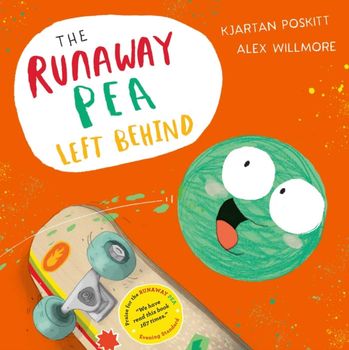 THE
RUNAWAY
PEA
LEFT BEHIND
KJARTAN POSKITT
ALEX WILLMORE
Praise for the RUNAWAY PEA
"We have
read this book
187 times."
Evening Standard